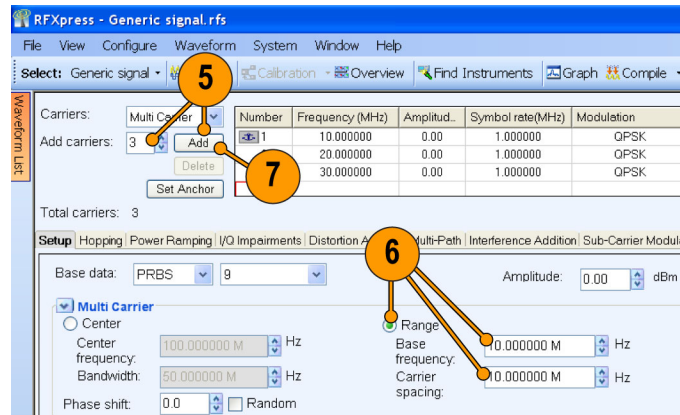 RFXpress - Generic signal.rfs
File View Configure Waveform System Window Help
Select: Generic signal Calibration Overview Find Instruments Graph Compile
Waveform List
Carriers: Multi Carrier
Add carriers: 3 Add
Delete
Set Anchor
Total carriers: 3
Number Frequency (MHz) Amplitud.. Symbol rate(MHz) Modulation
1 10.000000 0.00 1.000000 QPSK
20.000000 0.00 1.000000 QPSK
30.000000 0.00 1.000000 QPSK
5
7
6
Setup Hopping Power Ramping I/Q Impairments Distortion Multi-Path Interference Addition Sub-Carrier Modula
Base data: PRBS 9 Amplitude: 0.00 dBm
Multi Carrier
Center
Center frequency: 100.000000 M Hz
Bandwidth: 50.000000 M Hz
Phase shift: 0.0 Random
Range
Base frequency: 10.000000 M Hz
Carrier spacing: 10.000000 M Hz